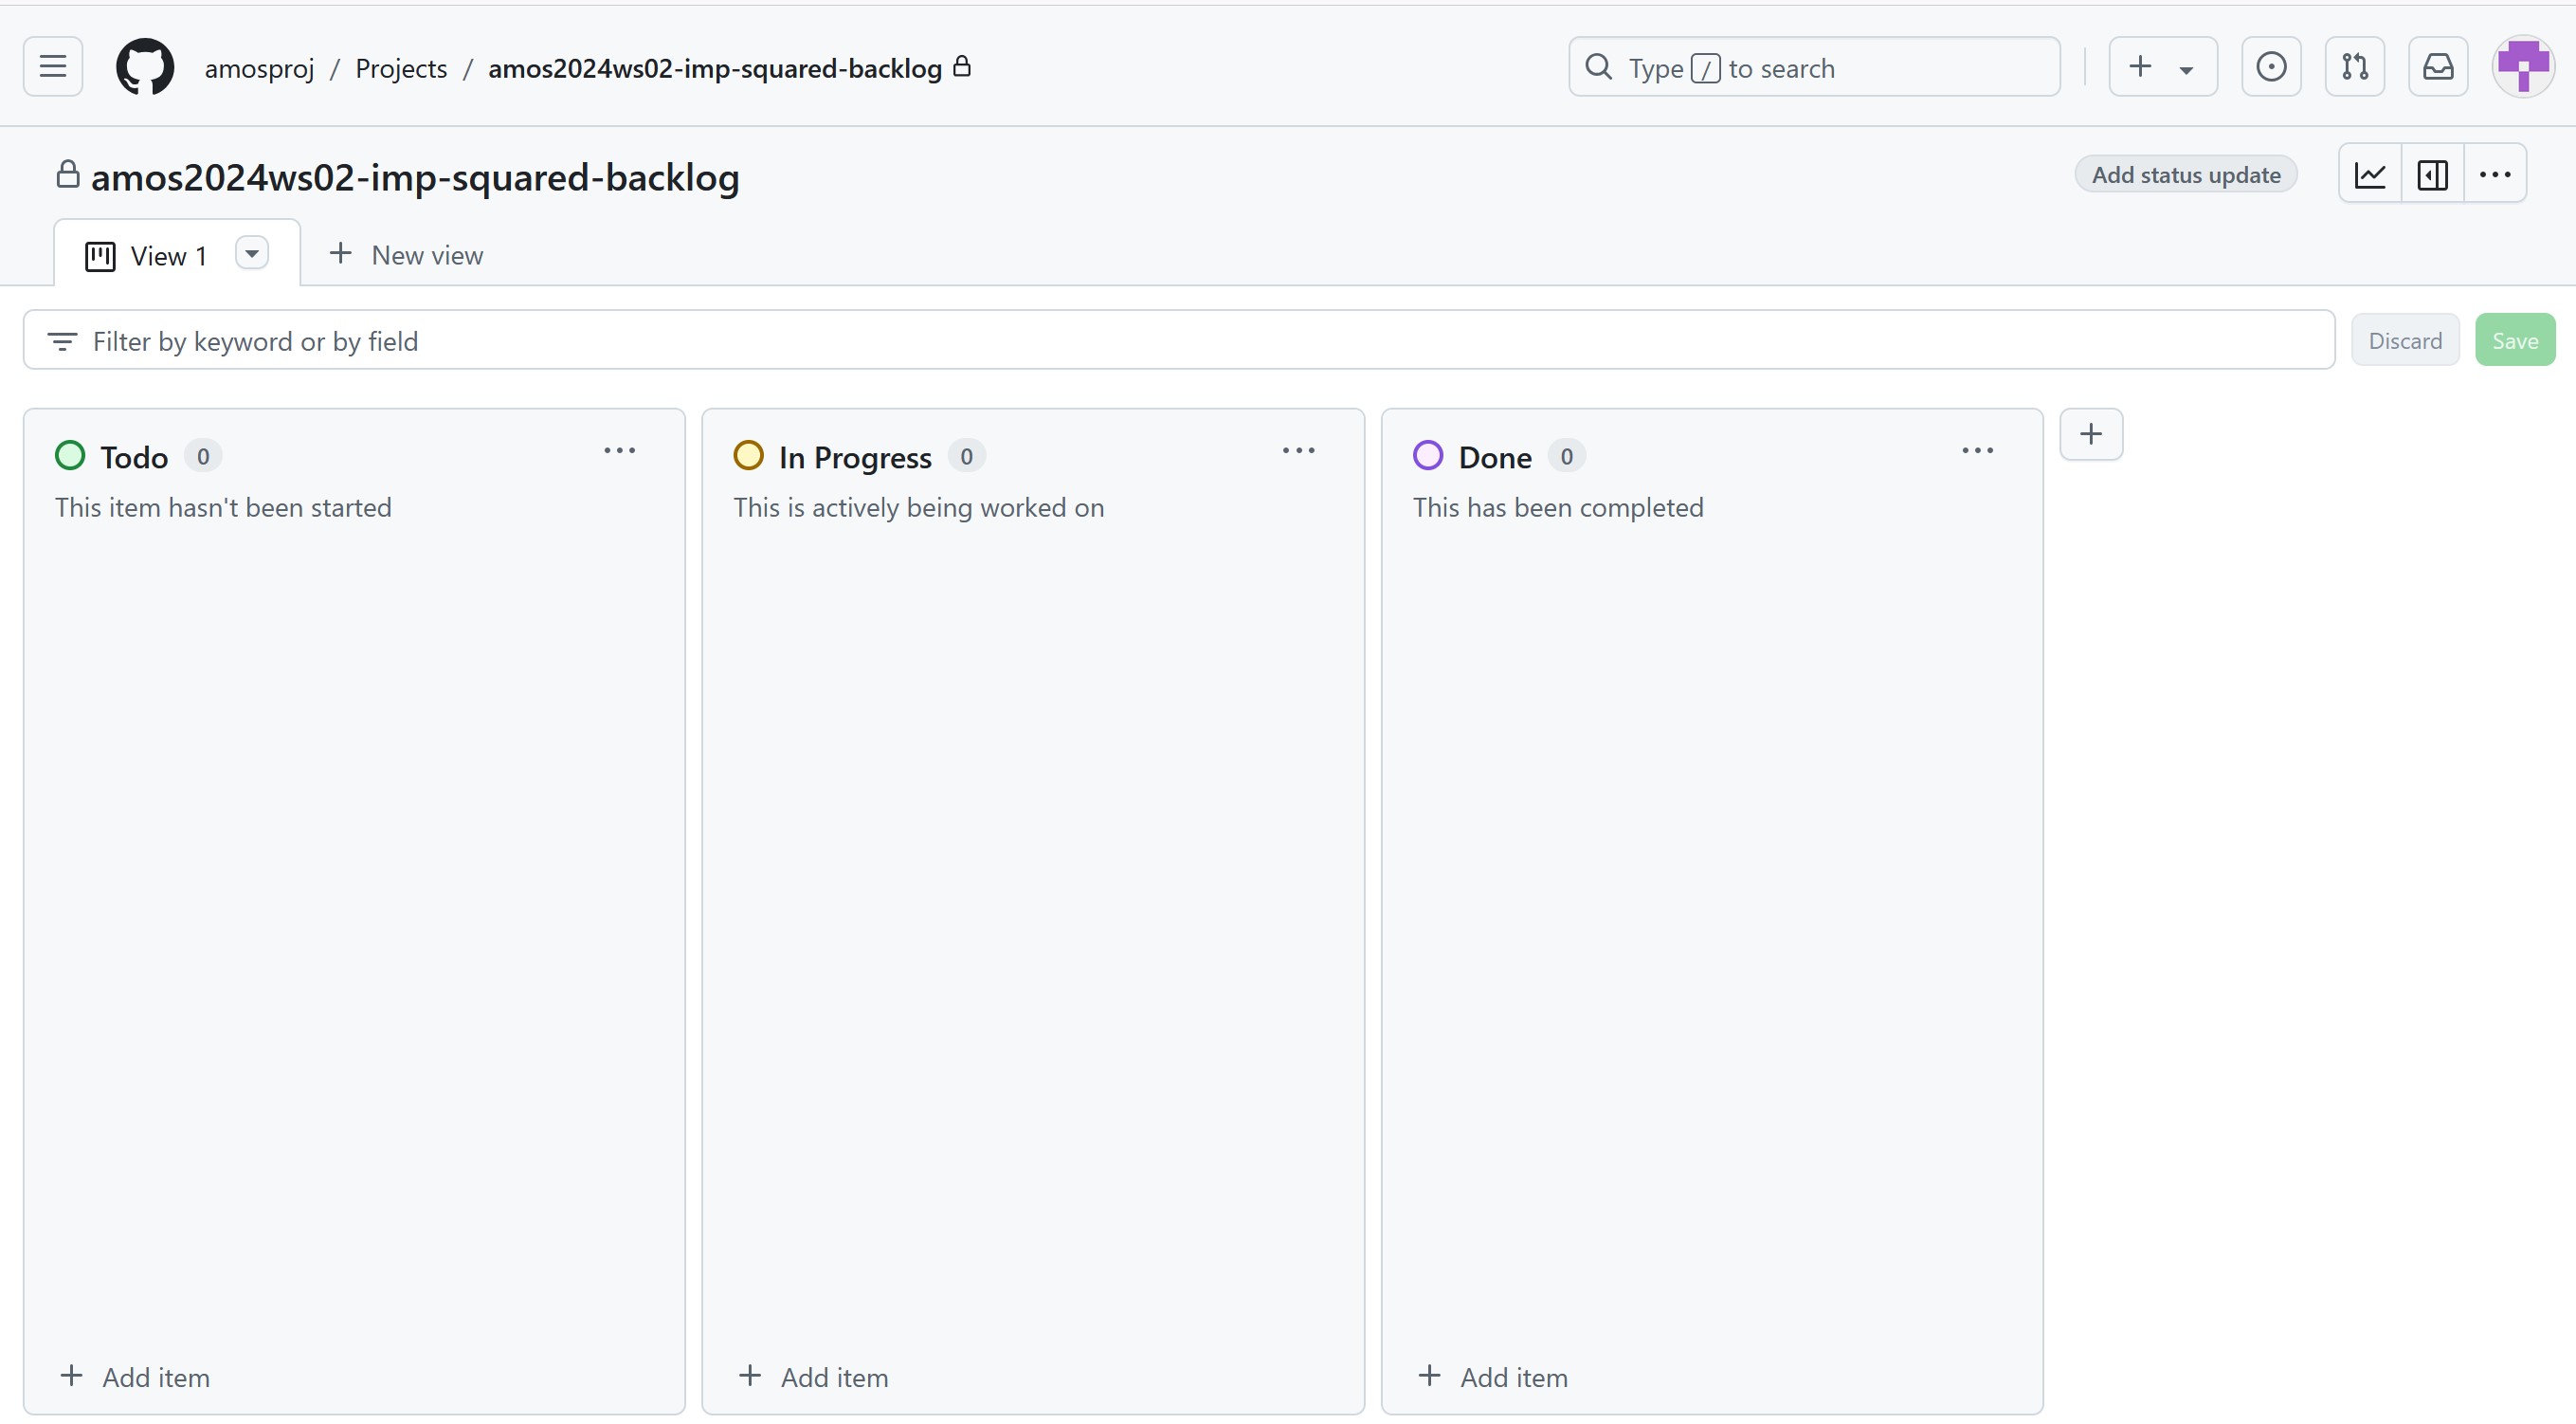 amosproj / Projects / amos2024ws02-imp-squared-backlog
Type / to search
amos2024ws02-imp-squared-backlog
Add status update
View 1
New view
Filter by keyword or by field
Discard
Save
Todo 0
This item hasn't been started
Add item
In Progress 0
This is actively being worked on
Add item
Done 0
This has been completed
Add item